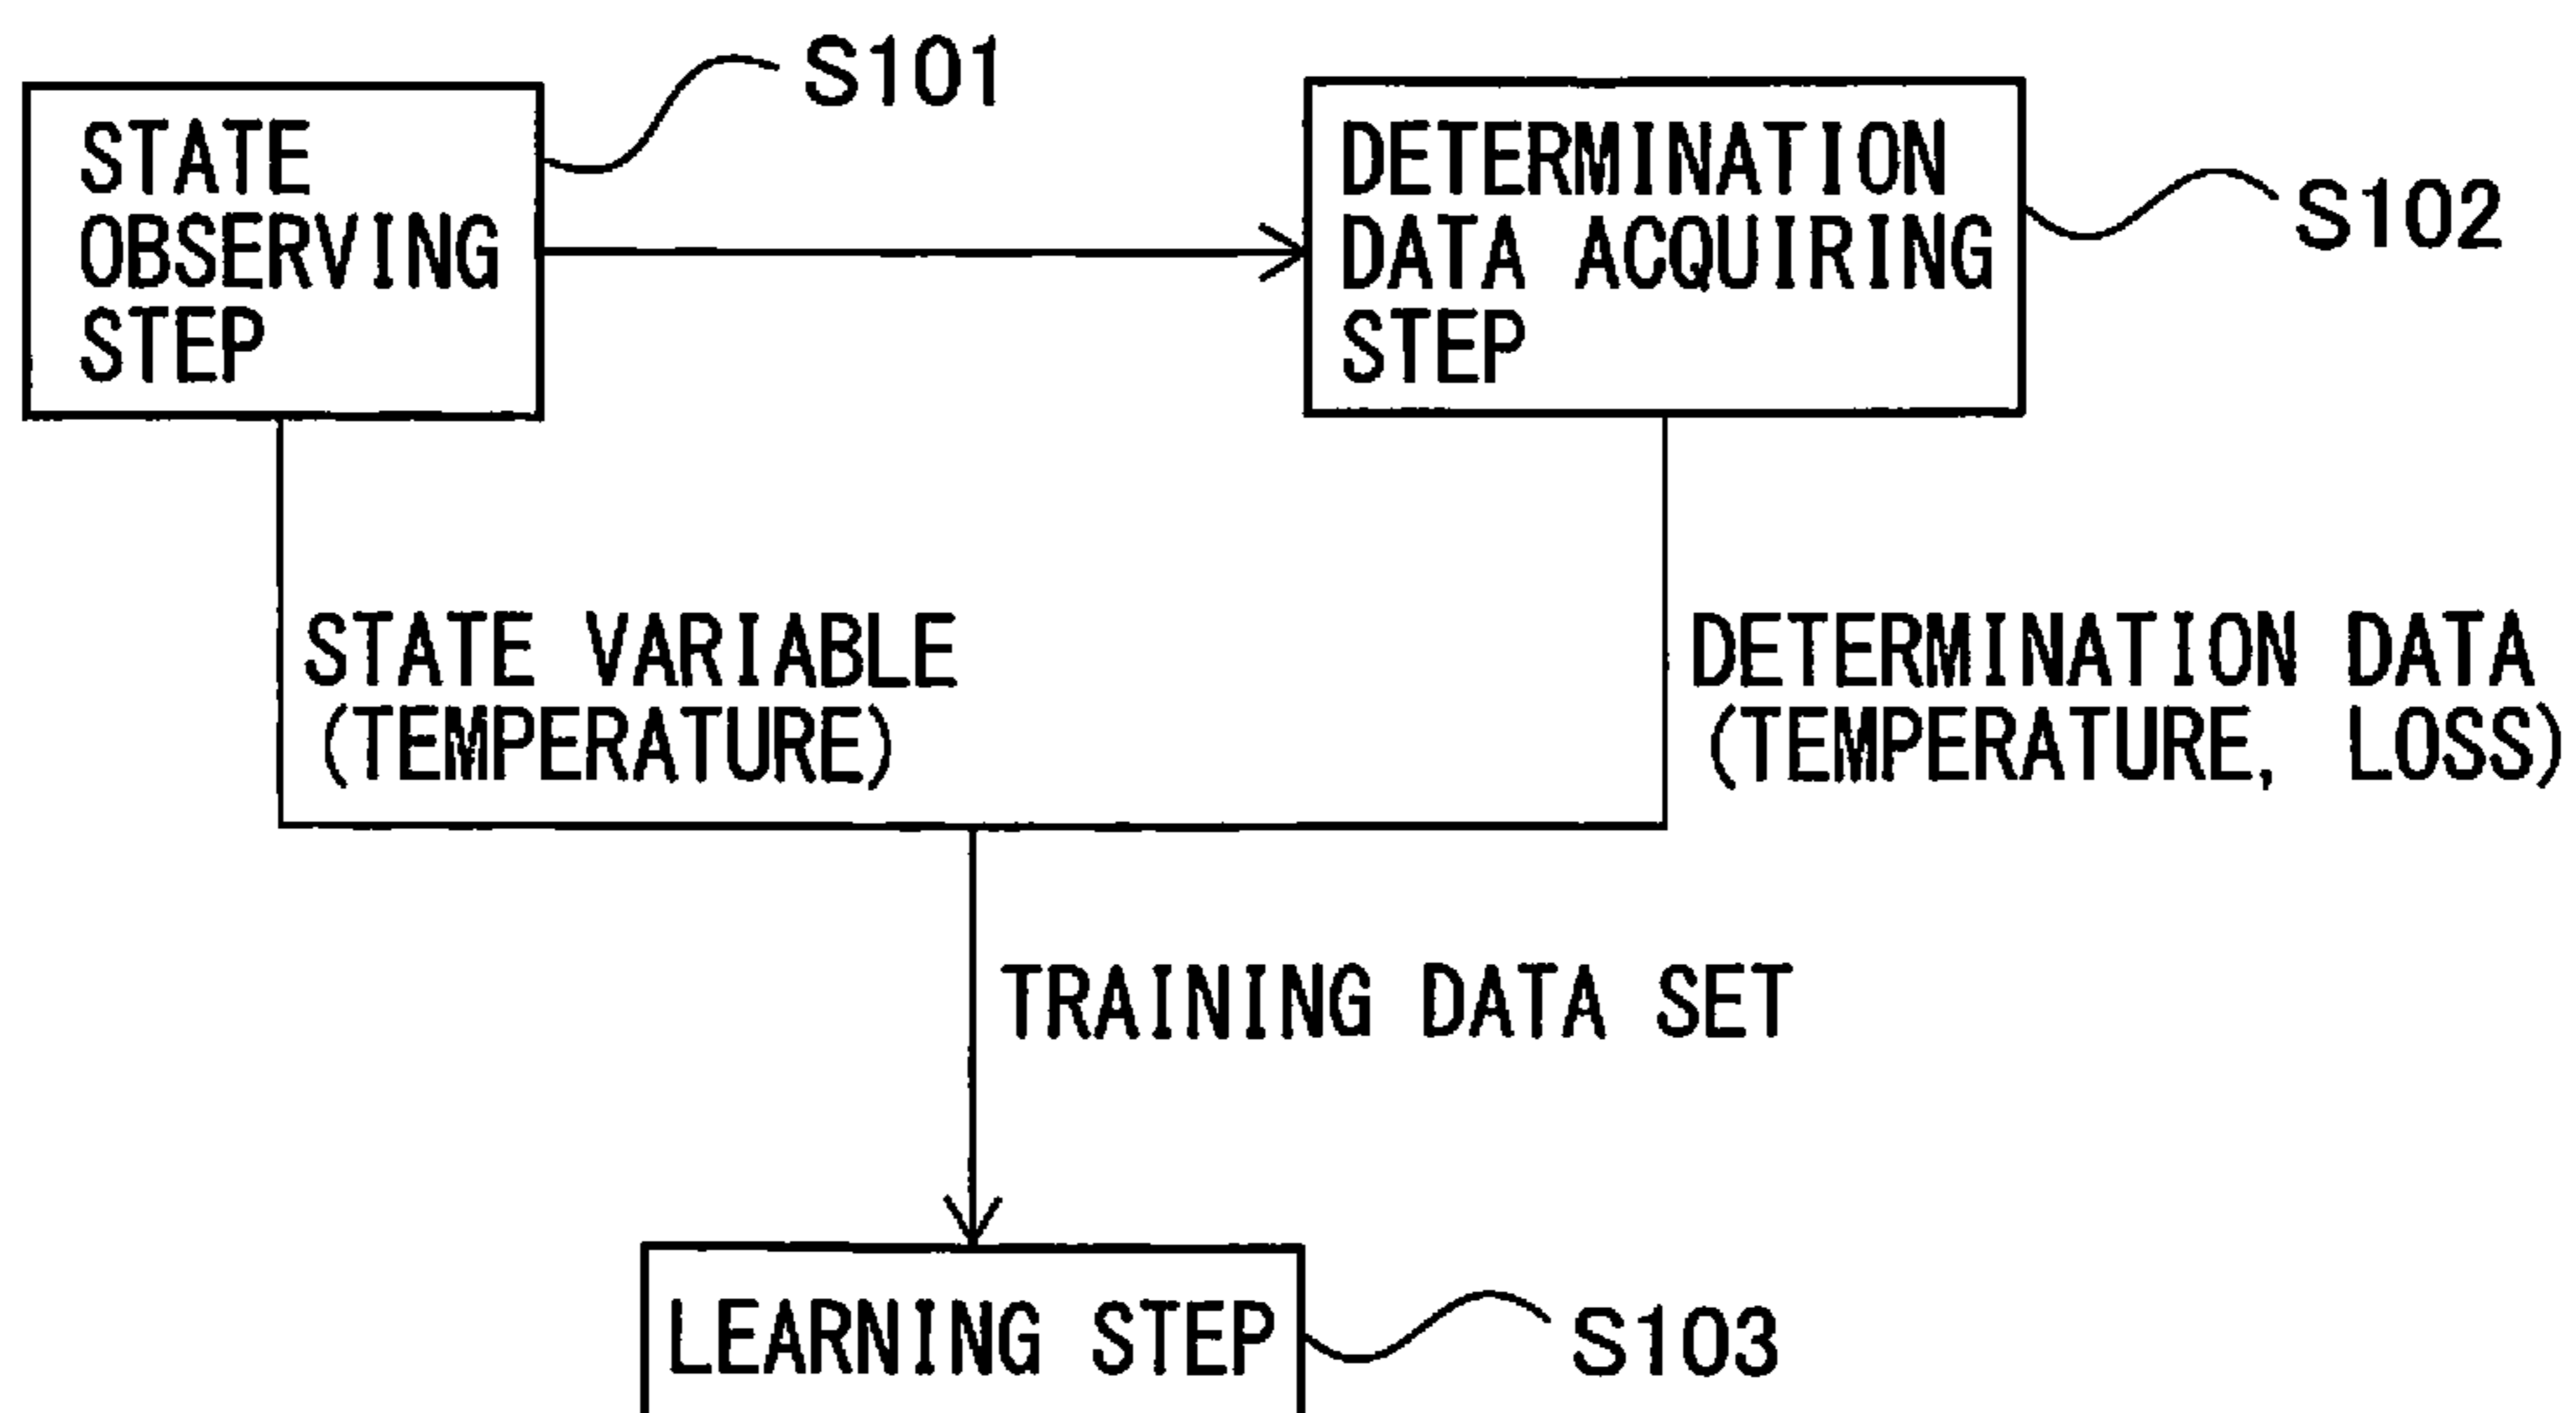 S101
STATE
OBSERVING
STEP
DETERMINATION
DATA ACQUIRING
STEP
S102
STATE VARIABLE
(TEMPERATURE)
DETERMINATION DATA
(TEMPERATURE, LOSS)
TRAINING DATA SET
LEARNING STEP
S103